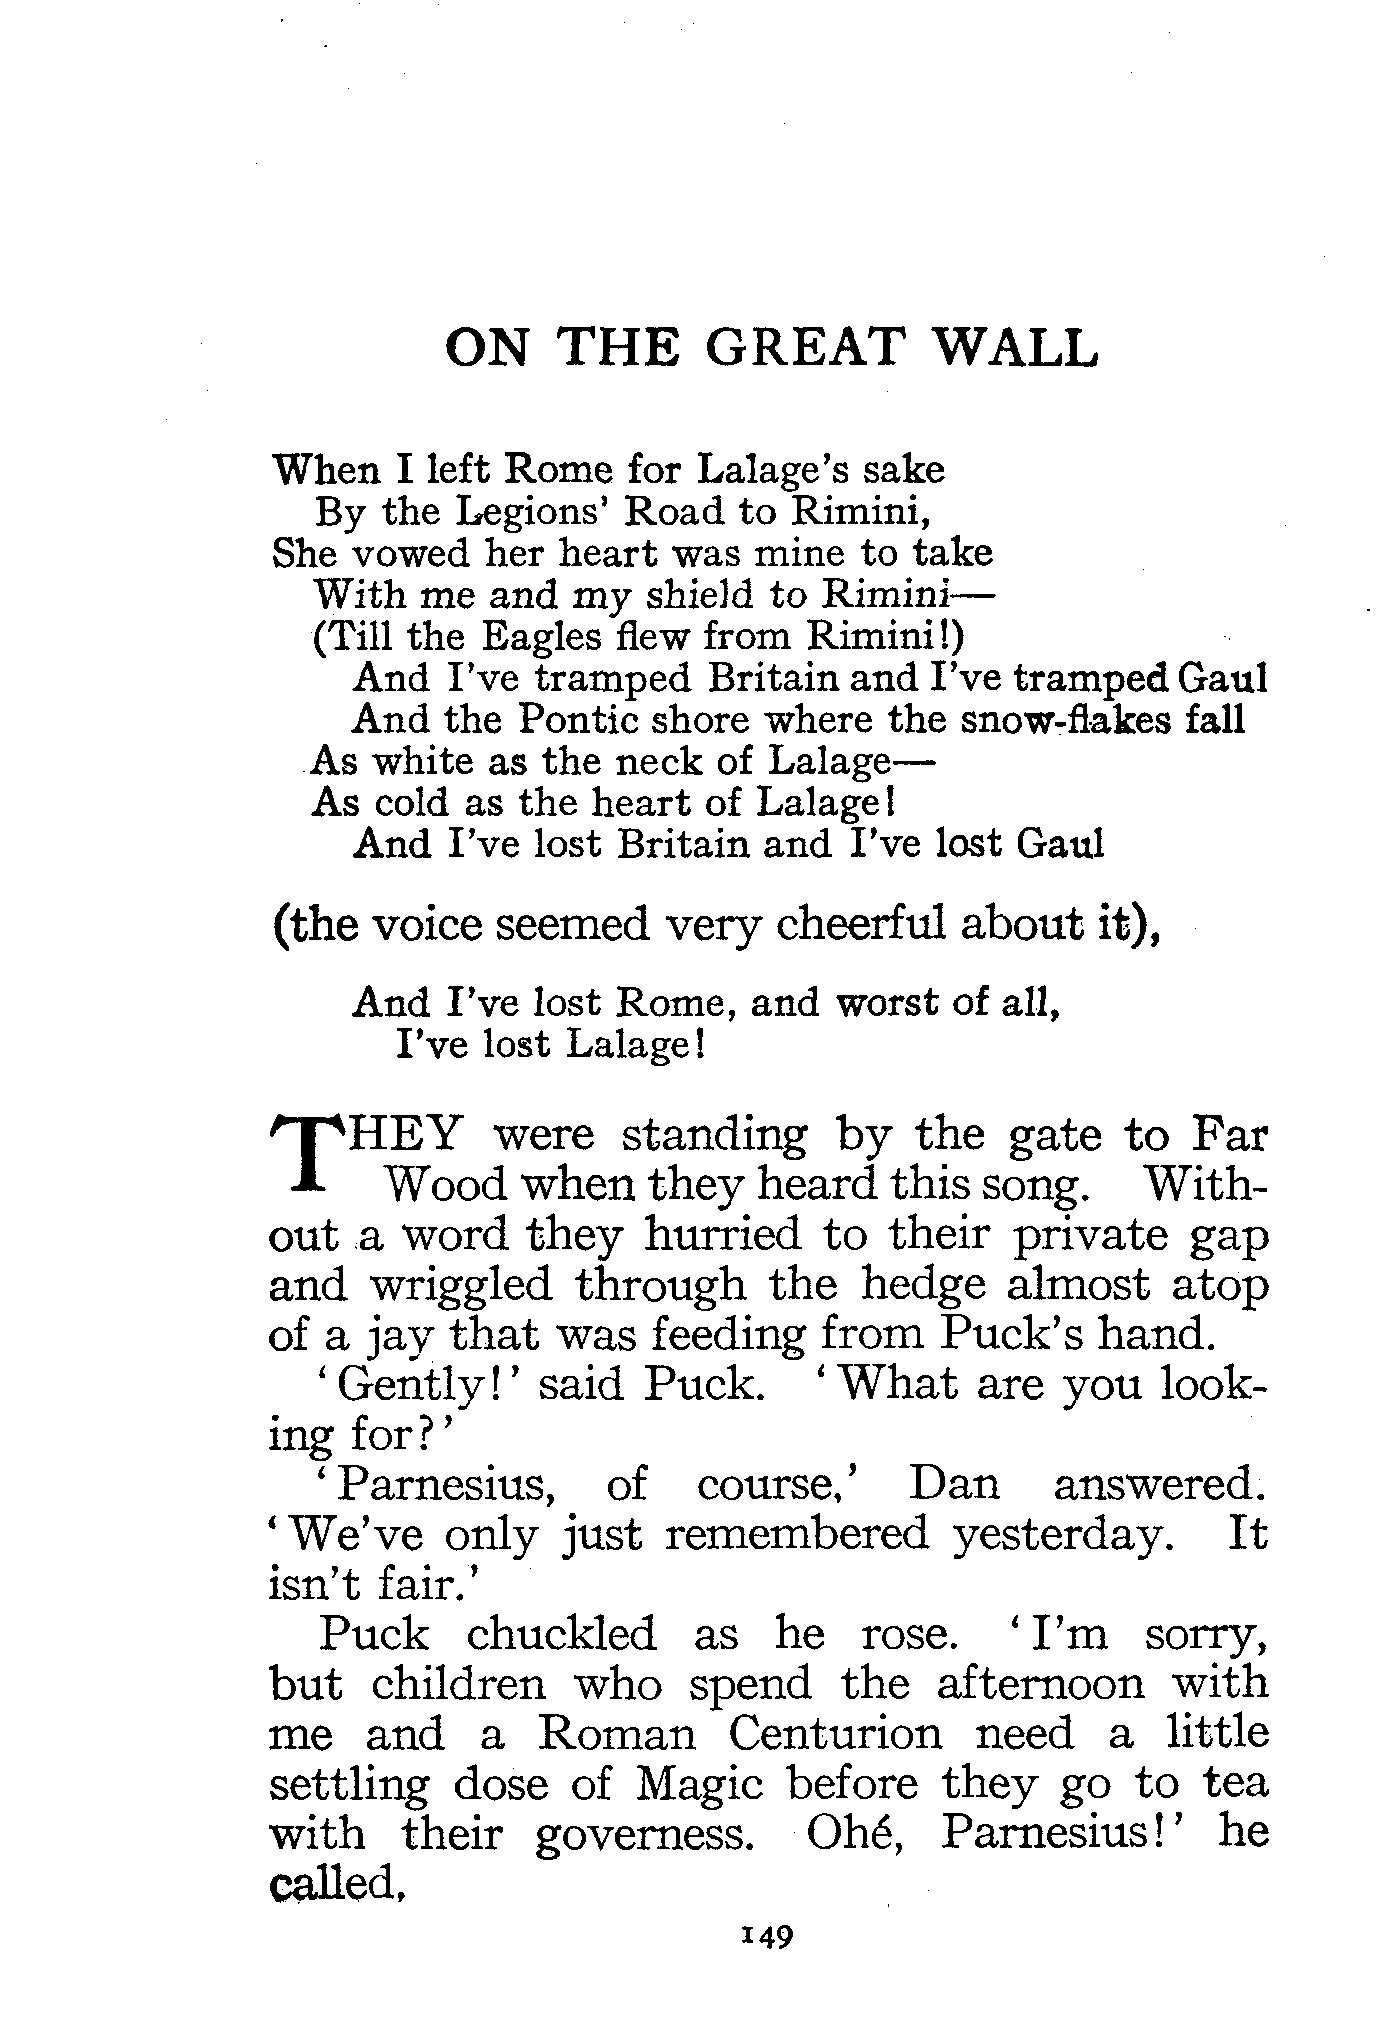 ON THE GREAT WALL
When I left Rome for Lalage's sake
By the Legions' Road to Rimini,
She vowed her heart was mine to take
With me and my shield to Rimini—
(Till the Eagles flew from Rimini!)
And I've tramped Britain and I've tramped Gaul
And the Pontic shore where the snow-flakes fall
As white as the neck of Lalage—
As cold as the heart of Lalage!
And I've lost Britain and I've lost Gaul
(the voice seemed very cheerful about it),
And I've lost Rome, and worst of all,
I've lost Lalage!
THEY were standing by the gate to Far
Wood when they heard this song. With-
out a word they hurried to their private gap
and wriggled through the hedge almost atop
of a jay that was feeding from Puck's hand.
'Gently!' said Puck. 'What are you look-
ing for?'
'Parnesius, of course,' Dan answered.
'We've only just remembered yesterday. It
isn't fair.'
Puck chuckled as he rose. 'I'm sorry,
but children who spend the afternoon with
me and a Roman Centurion need a little
settling dose of Magic before they go to tea
with their governess. Ohé, Parnesius!' he
called,
149